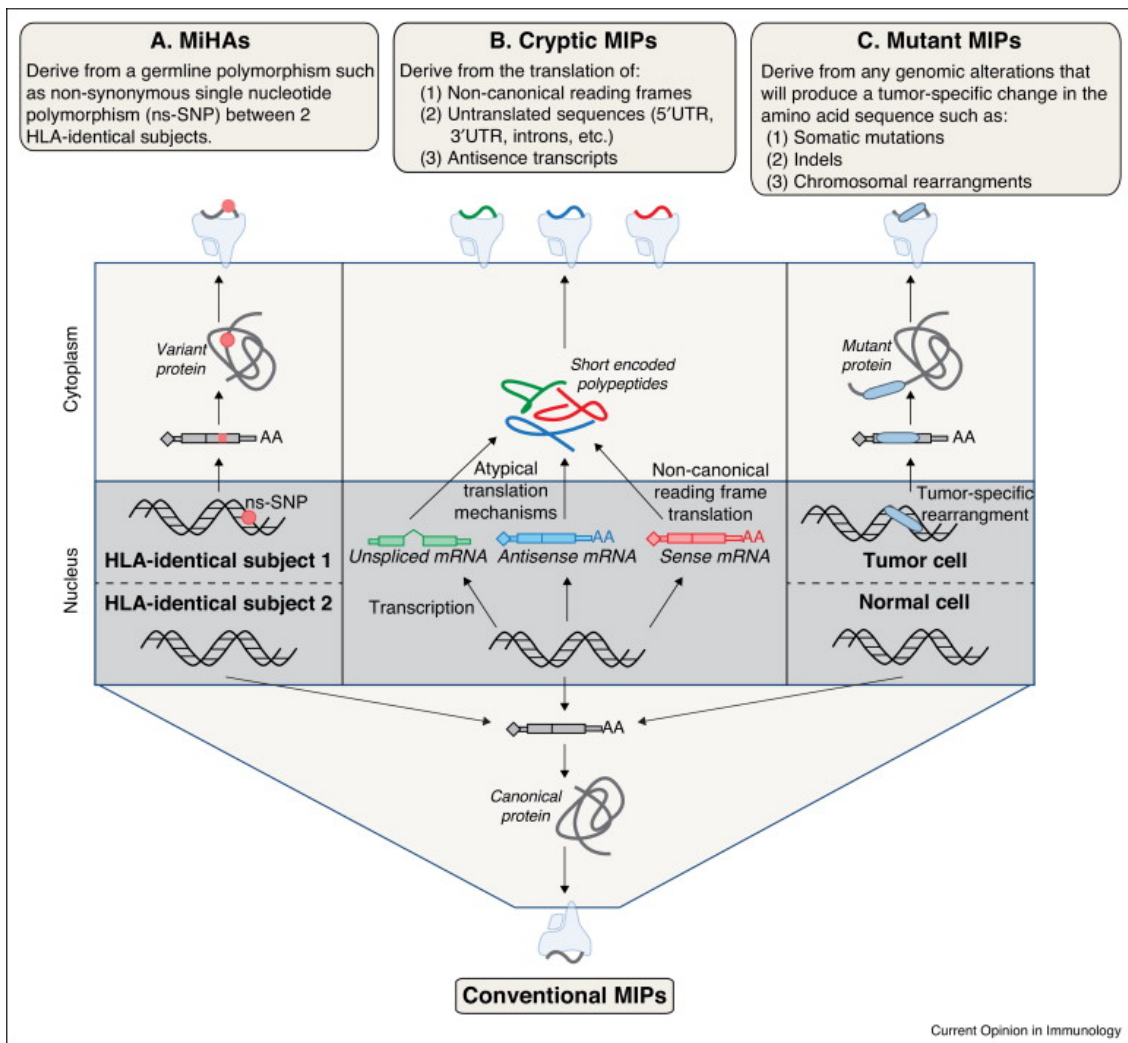 A. MiHAs
Derive from a germline polymorphism such
as non-synonymous single nucleotide
polymorphism (ns-SNP) between 2
HLA-identical subjects.
B. Cryptic MIPs
Derive from the translation of:
(1) Non-canonical reading frames
(2) Untranslated sequences (5′UTR,
3′UTR, introns, etc.)
(3) Antisence transcripts
C. Mutant MIPs
Derive from any genomic alterations that
will produce a tumor-specific change in the
amino acid sequence such as:
(1) Somatic mutations
(2) Indels
(3) Chromosomal rearrangments
Cytoplasm
Variant
protein
AA
Short encoded
polypeptides
Mutant
protein
AA
Nucleus
ns-SNP
HLA-identical subject 1
HLA-identical subject 2
Atypical
translation
mechanisms
Non-canonical
reading frame
translation
Unspliced mRNA
AA
Antisense mRNA
AA
Sense mRNA
Transcription
Tumor-specific
rearrangment
Tumor cell
Normal cell
AA
Canonical
protein
Conventional MIPs
Current Opinion in Immunology